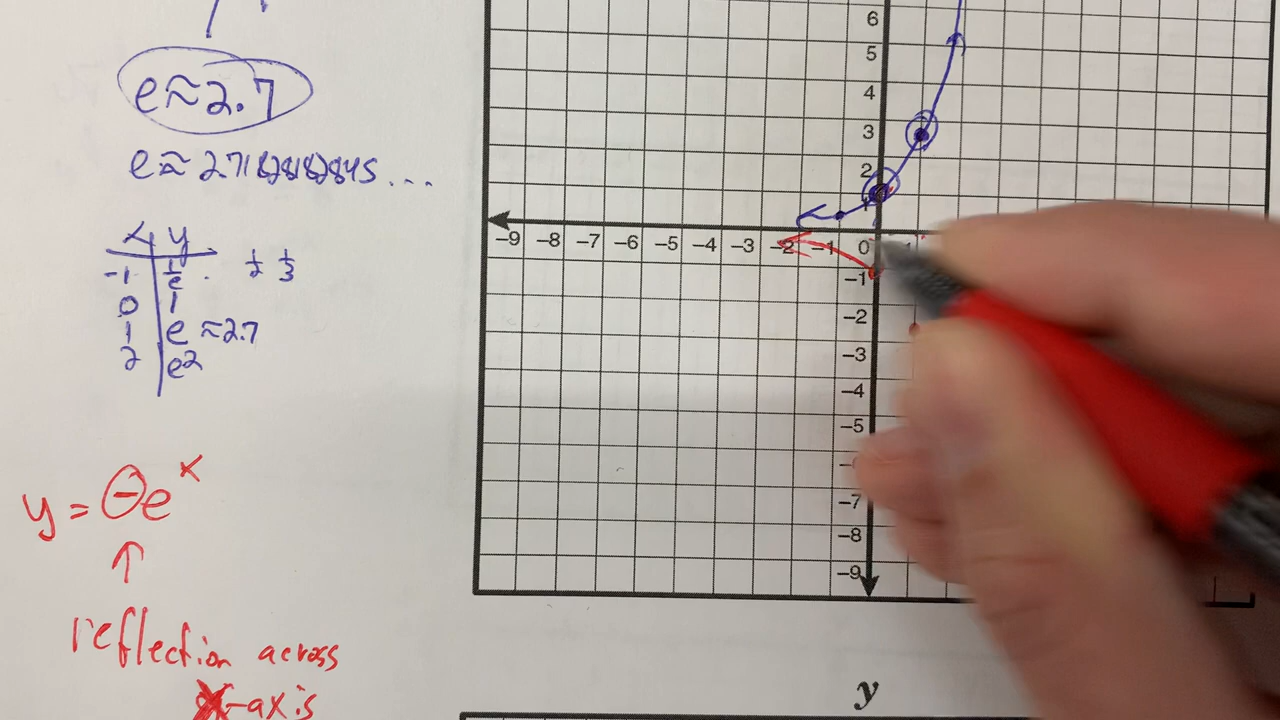 e≈2.7
e≈2.71828182845...
x y
-1 1/e . 1/2 1/3
0 1
1 e ≈2.7
2 e²
y = ⊖e^x
↑
reflection across
x-axis
6
5
4
3
2
-9 -8 -7 -6 -5 -4 -3 -2 -1 0
-1
-2
-3
-4
-5
-7
-8
-9
y